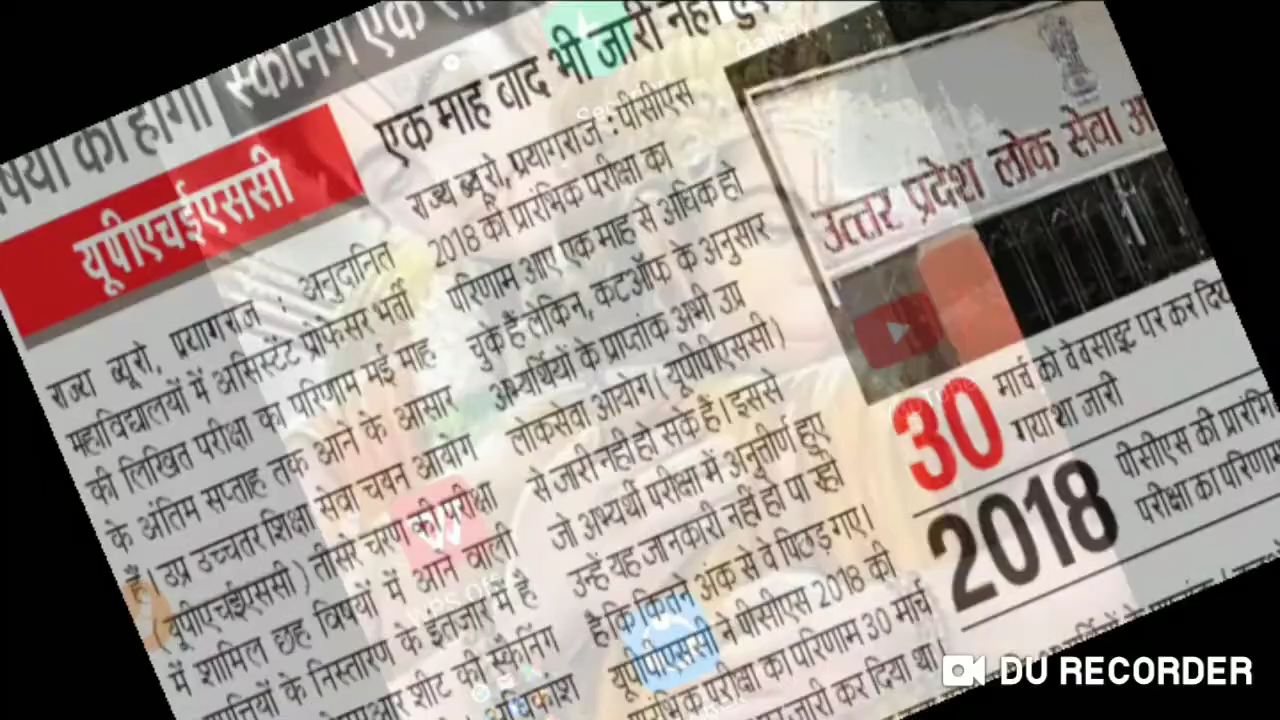 स्कैनिंग एक
षयों का होगा
यूपीएचईएससी
राज्य ब्यूरो, प्रयागराज : अनुदानित
महाविद्यालयों में असिस्टेंट प्रोफेसर भर्ती
की लिखित परीक्षा का परिणाम मई माह
के अंतिम सप्ताह तक आने के आसार
हैं। उप्र उच्चतर शिक्षा सेवा चयन आयोग
(यूपीएचईएससी) तीसरे चरण की परीक्षा
में शामिल छह विषयों में आने वाली
के निस्तारण के इंतजार में है
शीट की स्कैनिंग
अधिकांश
एक माह बाद भी जारी नहीं
राज्य ब्यूरो, प्रयागराज : पीसीएस
2018 की प्रारंभिक परीक्षा का
परिणाम आए एक माह से अधिक हो
चुके हैं लेकिन, कटऑफ के अनुसार
अभ्यर्थियों के प्राप्तांक अभी उप्र
लोकसेवा आयोग (यूपीपीएससी)
से जारी नहीं हो सके हैं। इससे
जो अभ्यर्थी परीक्षा में अनुत्तीर्ण हुए
उन्हें यह जानकारी नहीं हो पा रही
है कि कितने अंक से वे पिछड़ गए।
यूपीपीएससी ने पीसीएस 2018 की
प्रारंभिक परीक्षा का परिणाम 30 मार्च
जारी कर दिया था।
उत्तर प्रदेश लोक सेवा आ
30 मार्च को वेबसाइट पर कर दिय
गया था जारी
2018 पीसीएस की प्रारंभि
परीक्षा का परिणाम
DU RECORDER